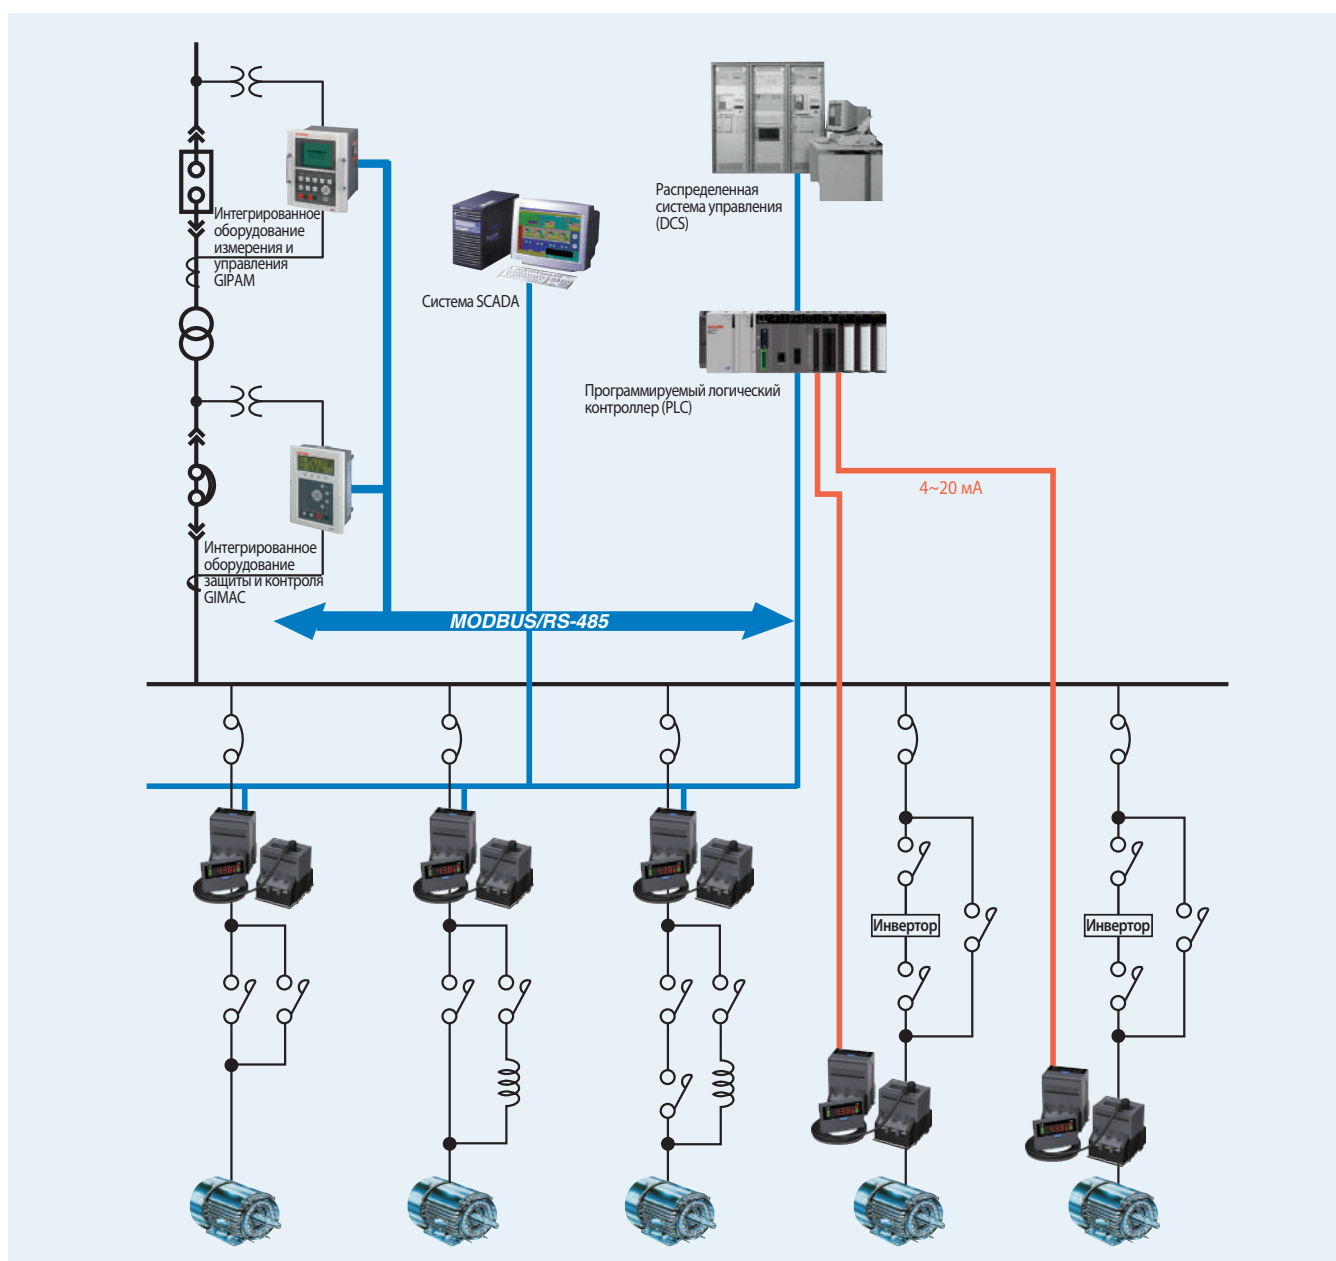 Распределенная
система управления
(DCS)
Интегрированное
оборудование
измерения и
управления
GIPAM
Система SCADA
Программируемый логический
контроллер (PLC)
4~20 мА
Интегрированное
оборудование
защиты и контроля
GIMAC
MODBUS/RS-485
Инвертор
Инвертор